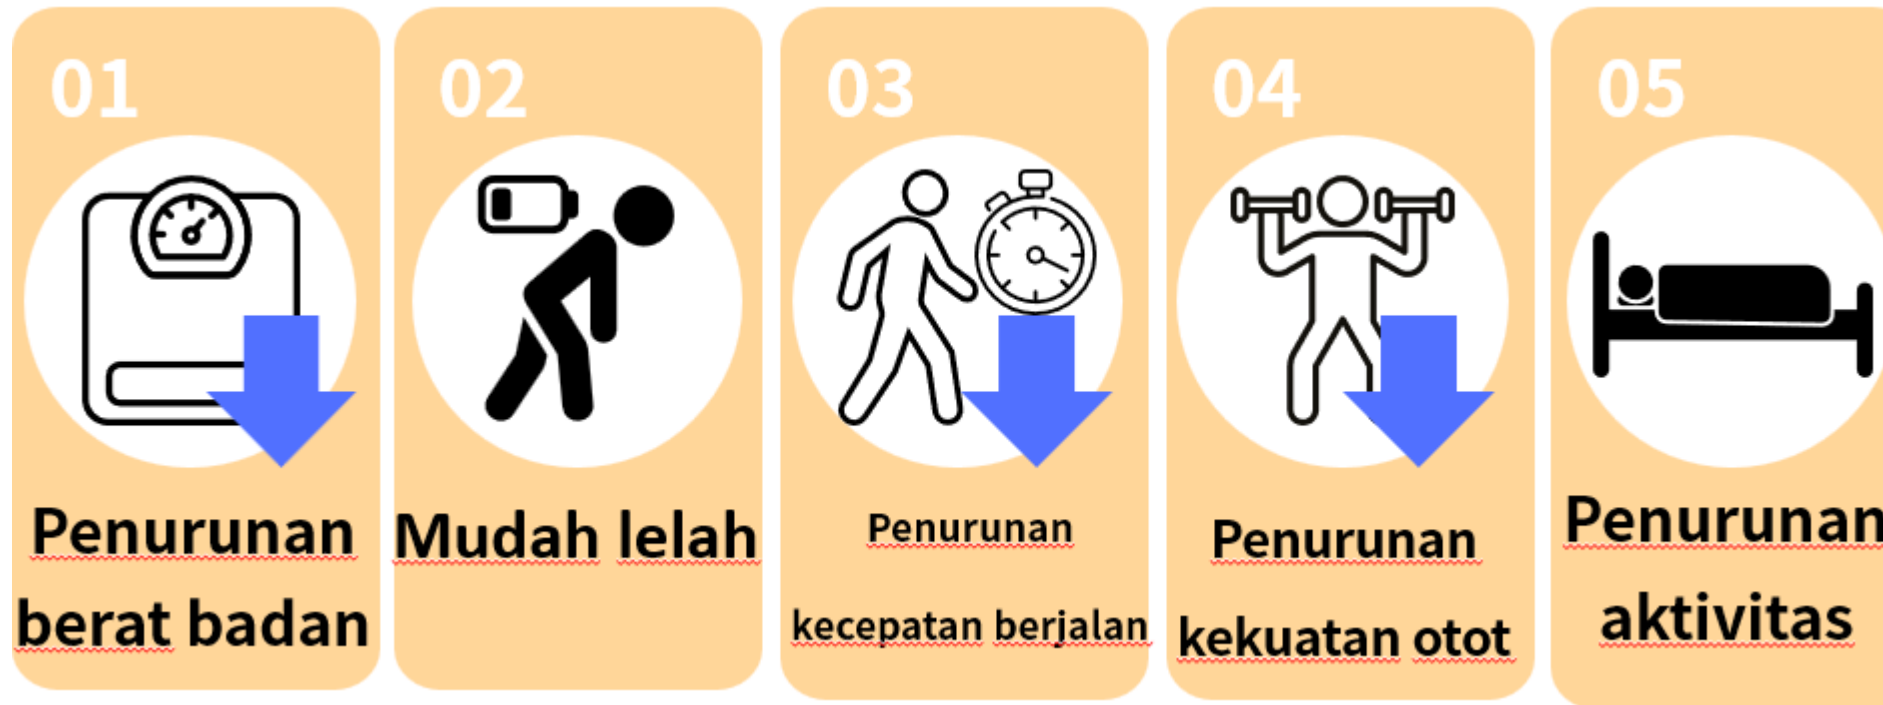 01
Penurunan
berat badan
02
Mudah lelah
03
Penurunan
kecepatan berjalan
04
Penurunan
kekuatan otot
05
Penurunan
aktivitas